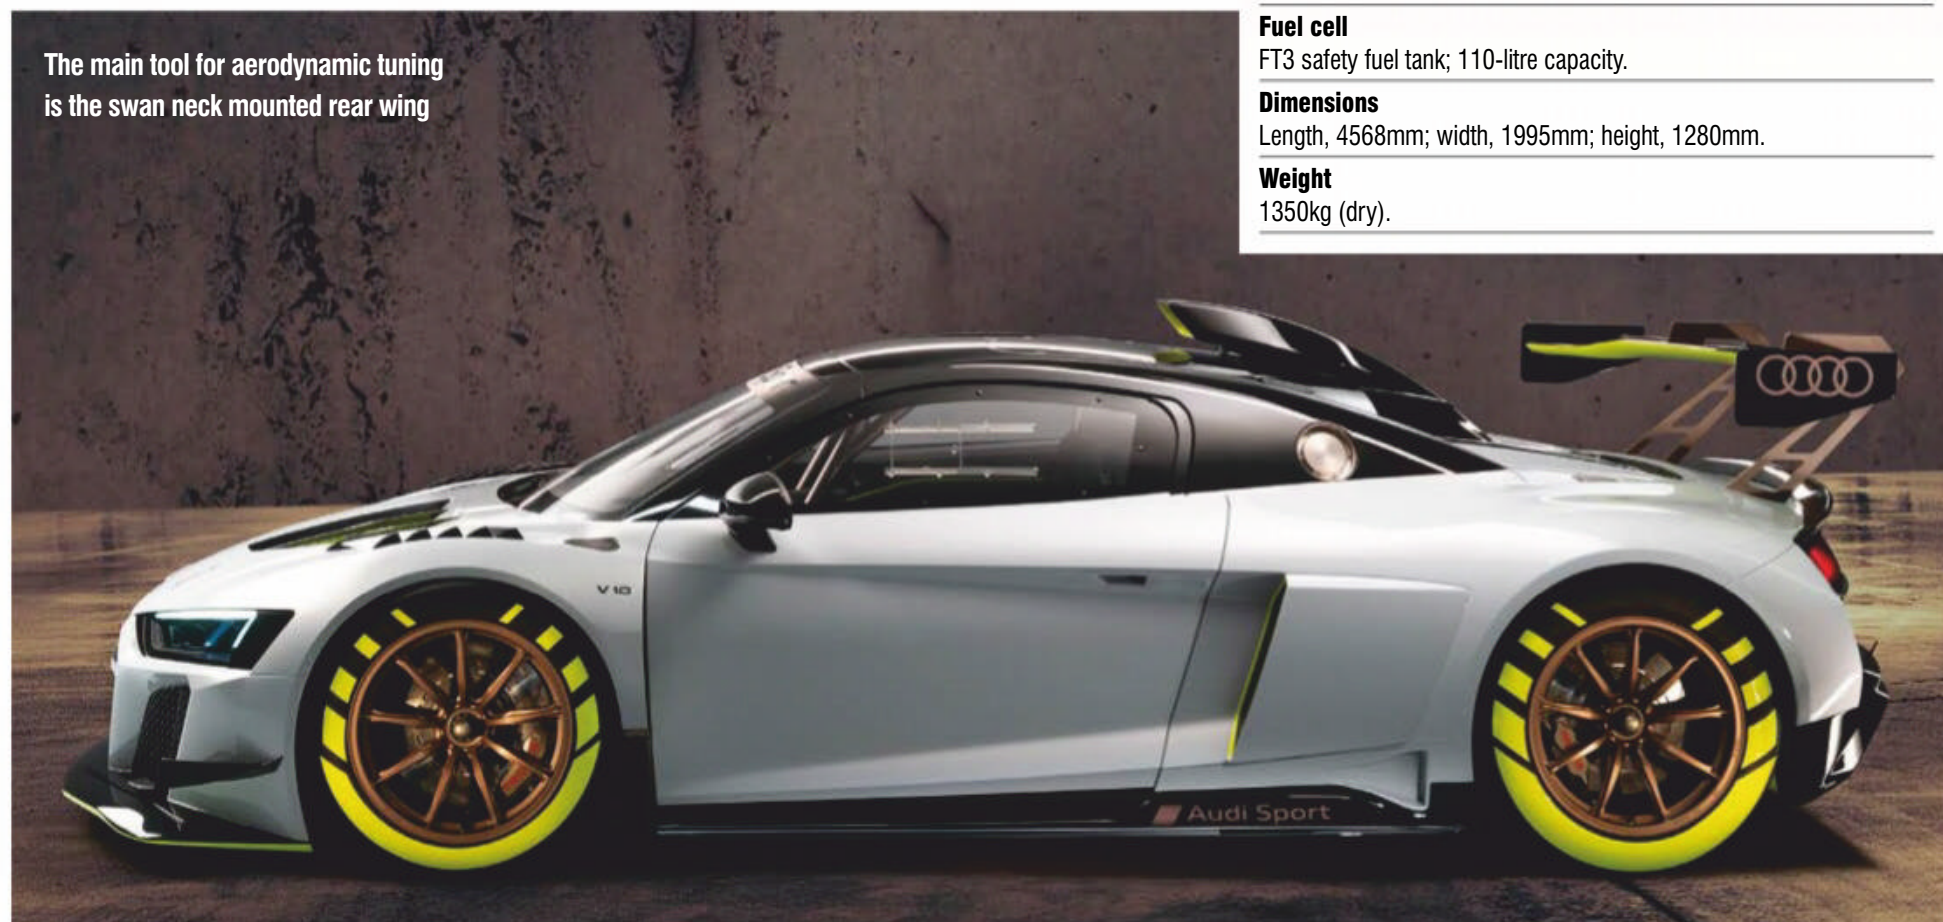 The main tool for aerodynamic tuning
is the swan neck mounted rear wing
Fuel cell
FT3 safety fuel tank; 110-litre capacity.
Dimensions
Length, 4568mm; width, 1995mm; height, 1280mm.
Weight
1350kg (dry).
V10
Audi Sport